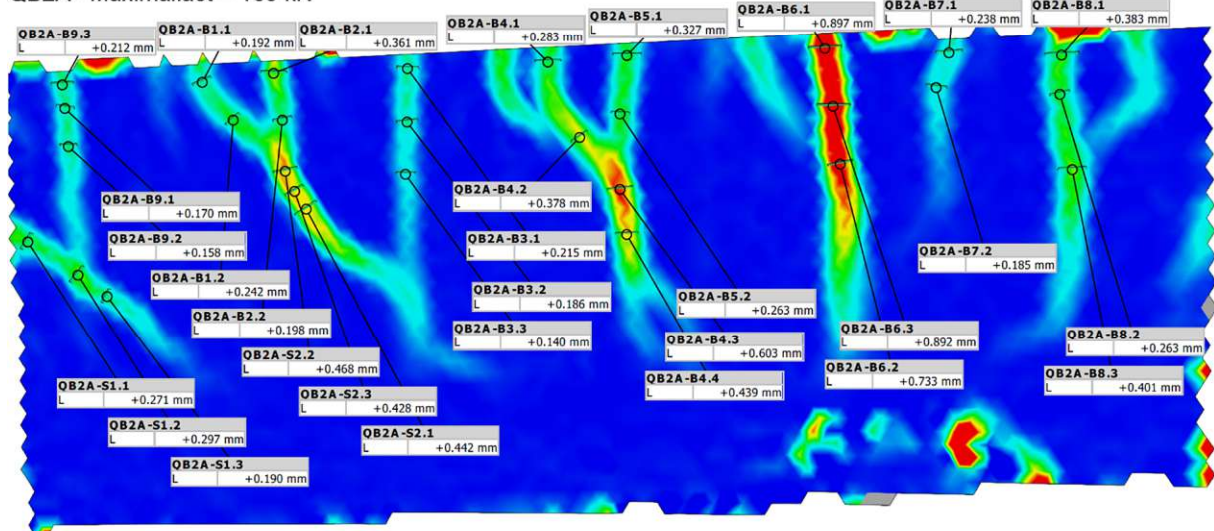 QB2A-B6.1
L +0.897 mm
QB2A-B7.1
L +0.238 mm
QB2A-B8.1
L +0.383 mm
QB2A-B5.1
L +0.327 mm
QB2A-B4.1
L +0.283 mm
QB2A-B1.1
L +0.192 mm
QB2A-B2.1
L +0.361 mm
QB2A-B9.3
L +0.212 mm
QB2A-B9.1
L +0.170 mm
QB2A-B9.2
L +0.158 mm
QB2A-B1.2
L +0.242 mm
QB2A-B2.2
L +0.198 mm
QB2A-S2.2
L +0.468 mm
QB2A-S2.3
L +0.428 mm
QB2A-S2.1
L +0.442 mm
QB2A-S1.1
L +0.271 mm
QB2A-S1.2
L +0.297 mm
QB2A-S1.3
L +0.190 mm
QB2A-B4.2
L +0.378 mm
QB2A-B3.1
L +0.215 mm
QB2A-B3.2
L +0.186 mm
QB2A-B3.3
L +0.140 mm
QB2A-B5.2
L +0.263 mm
QB2A-B4.3
L +0.603 mm
QB2A-B4.4
L +0.439 mm
QB2A-B7.2
L +0.185 mm
QB2A-B6.3
L +0.892 mm
QB2A-B6.2
L +0.733 mm
QB2A-B8.2
L +0.263 mm
QB2A-B8.3
L +0.401 mm